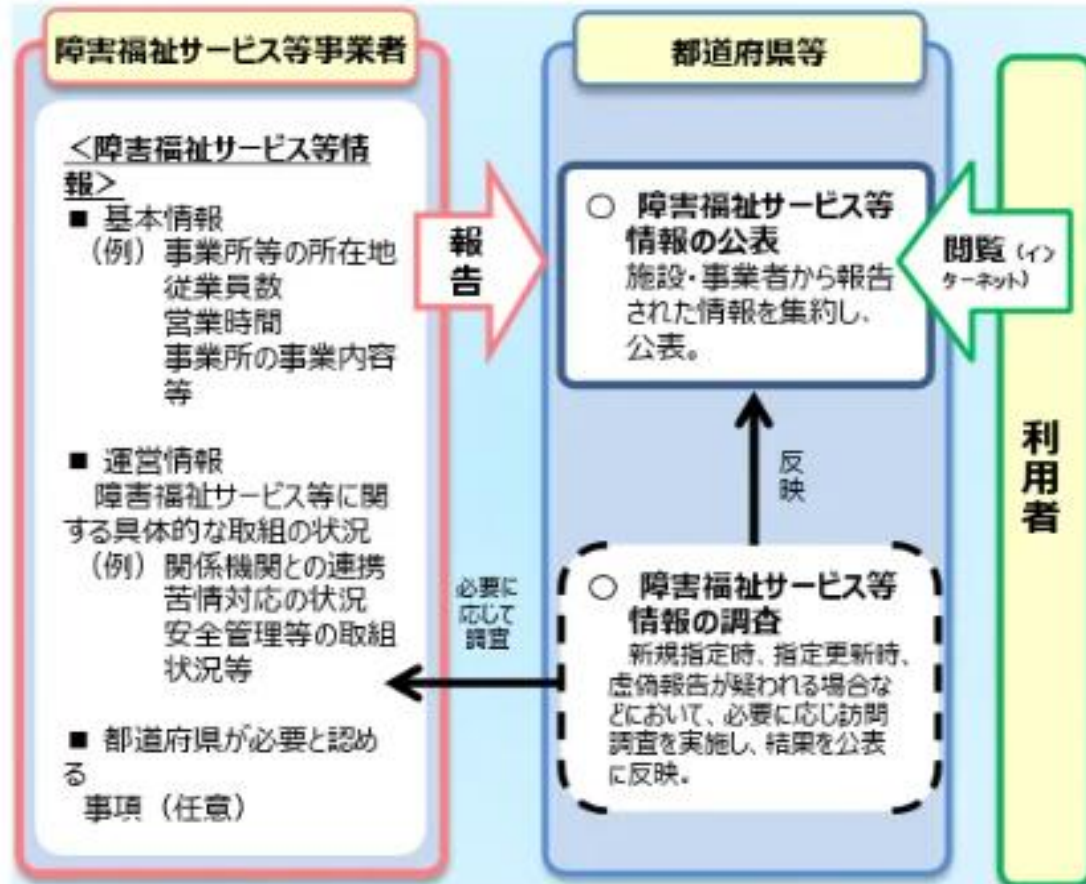 障害福祉サービス等事業者
＜障害福祉サービス等情
報＞
■ 基本情報
（例）事業所等の所在地
従業員数
営業時間
事業所の事業内容
等
■ 運営情報
障害福祉サービス等に関
する具体的な取組の状況
（例）関係機関との連携
苦情対応の状況
安全管理等の取組
状況等
■ 都道府県が必要と認め
る
事項（任意）
報
告
必要に
応じて
調査
都道府県等
○ 障害福祉サービス等
情報の公表
施設・事業者から報告
された情報を集約し、
公表。
反
映
○ 障害福祉サービス等
情報の調査
新規指定時、指定更新時、
虚偽報告が疑われる場合な
どにおいて、必要に応じ訪問
調査を実施し、結果を公表
に反映。
閲覧（イン
ターネット）
利
用
者